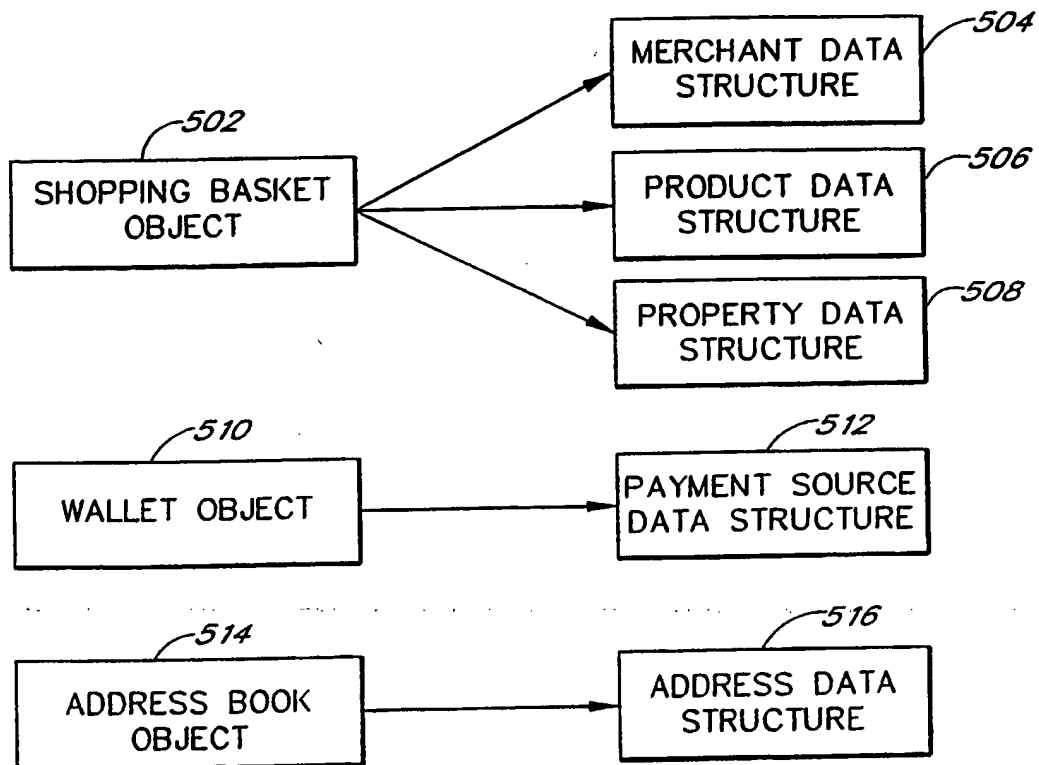 504
MERCHANT DATA
STRUCTURE
502
SHOPPING BASKET
OBJECT
506
PRODUCT DATA
STRUCTURE
508
PROPERTY DATA
STRUCTURE
510
WALLET OBJECT
512
PAYMENT SOURCE
DATA STRUCTURE
514
ADDRESS BOOK
OBJECT
516
ADDRESS DATA
STRUCTURE